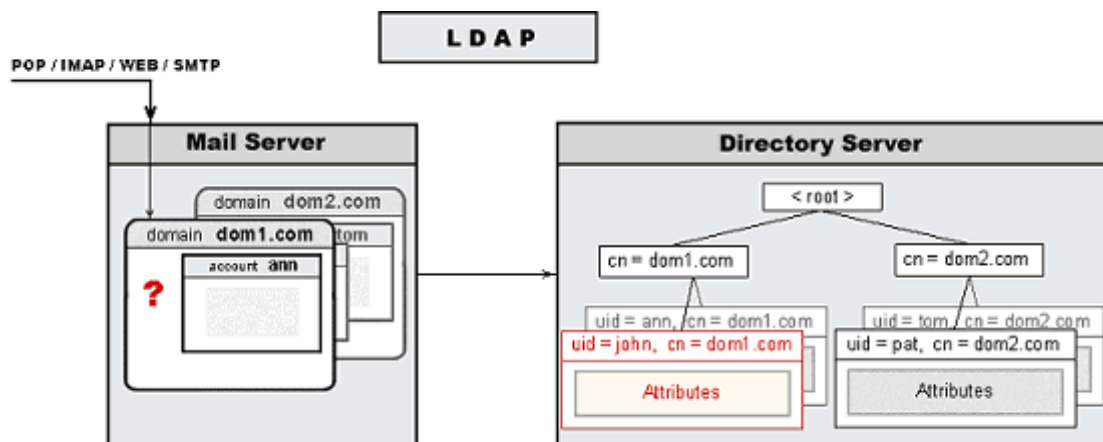 LDAP
POP / IMAP / WEB / SMTP
Mail Server
domain dom2.com
tom
domain dom1.com
account ann
?
Directory Server
< root >
cn = dom1.com
cn = dom2.com
uid = ann, cn = dom1.com
uid = john, cn = dom1.com
Attributes
uid = tom, cn = dom2.com
uid = pat, cn = dom2.com
Attributes